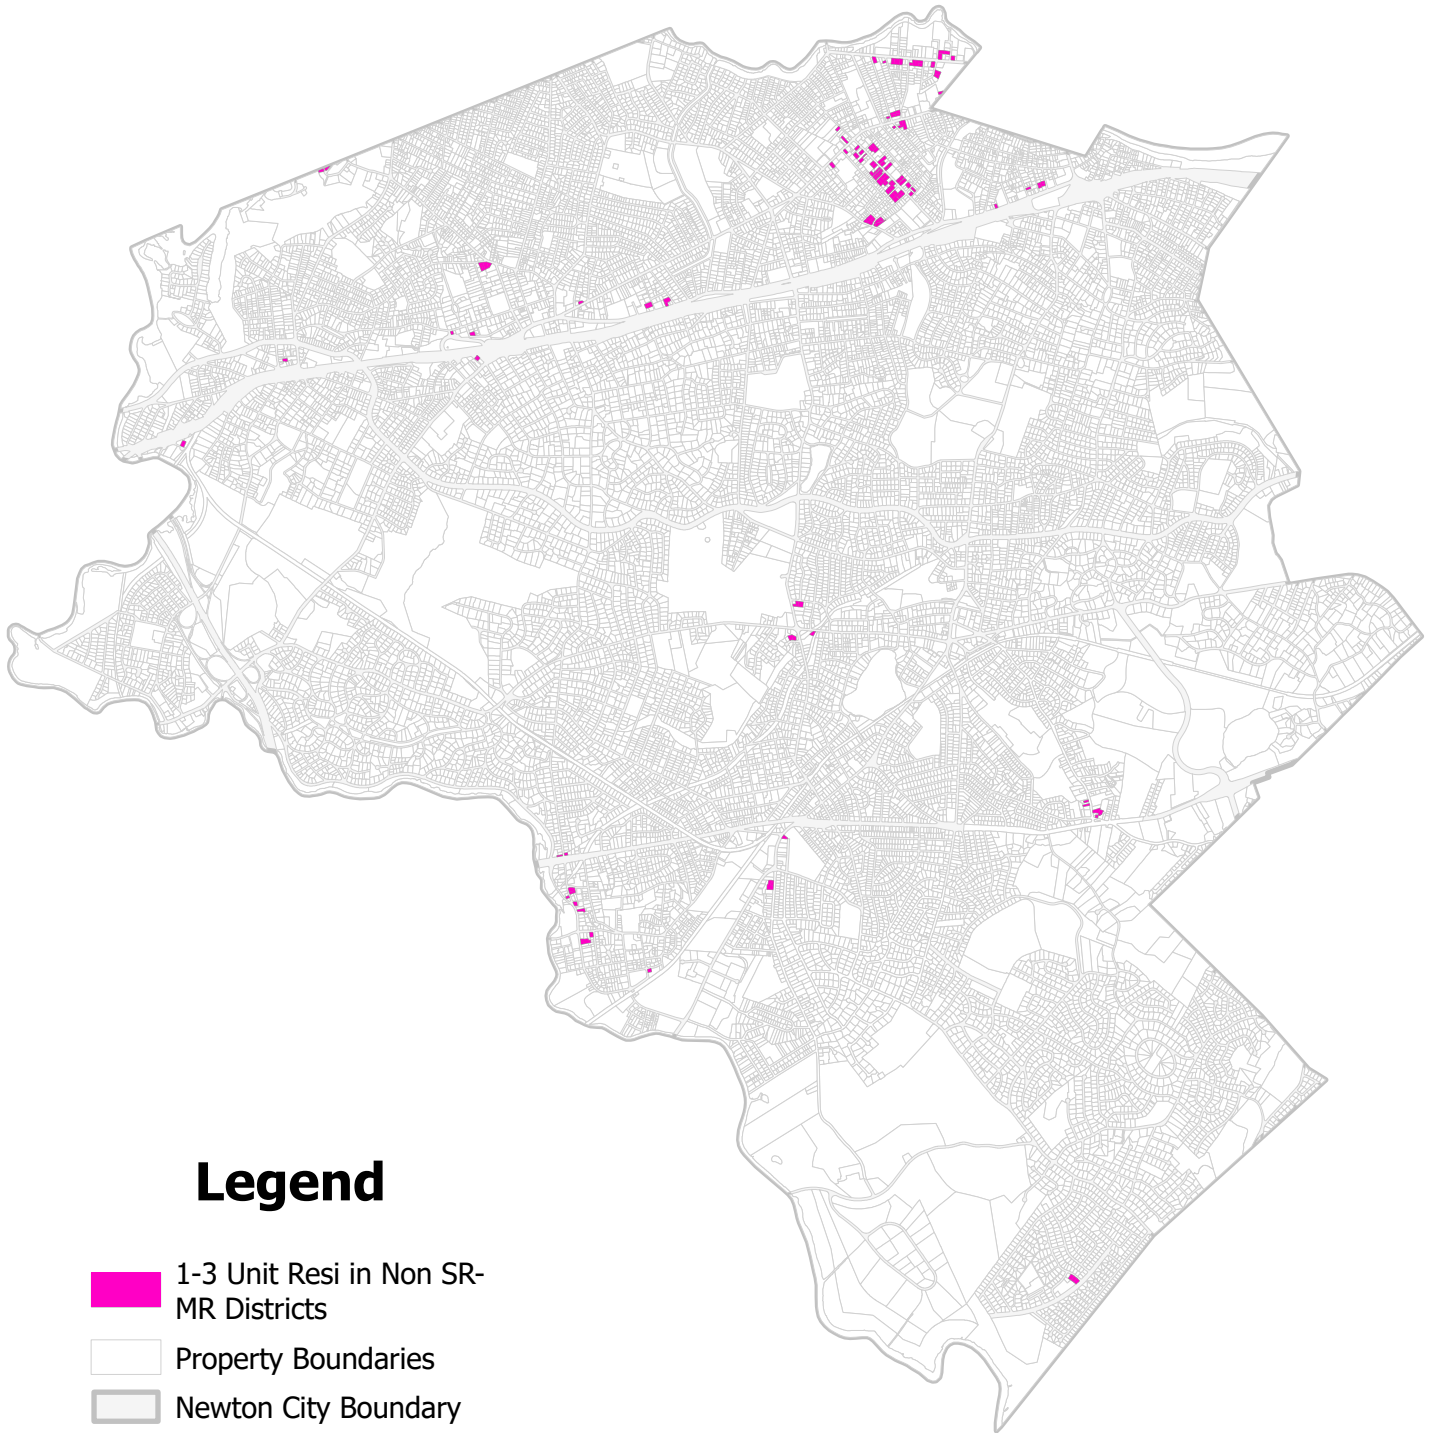 Legend
1-3 Unit Resi in Non SR-
MR Districts
Property Boundaries
Newton City Boundary